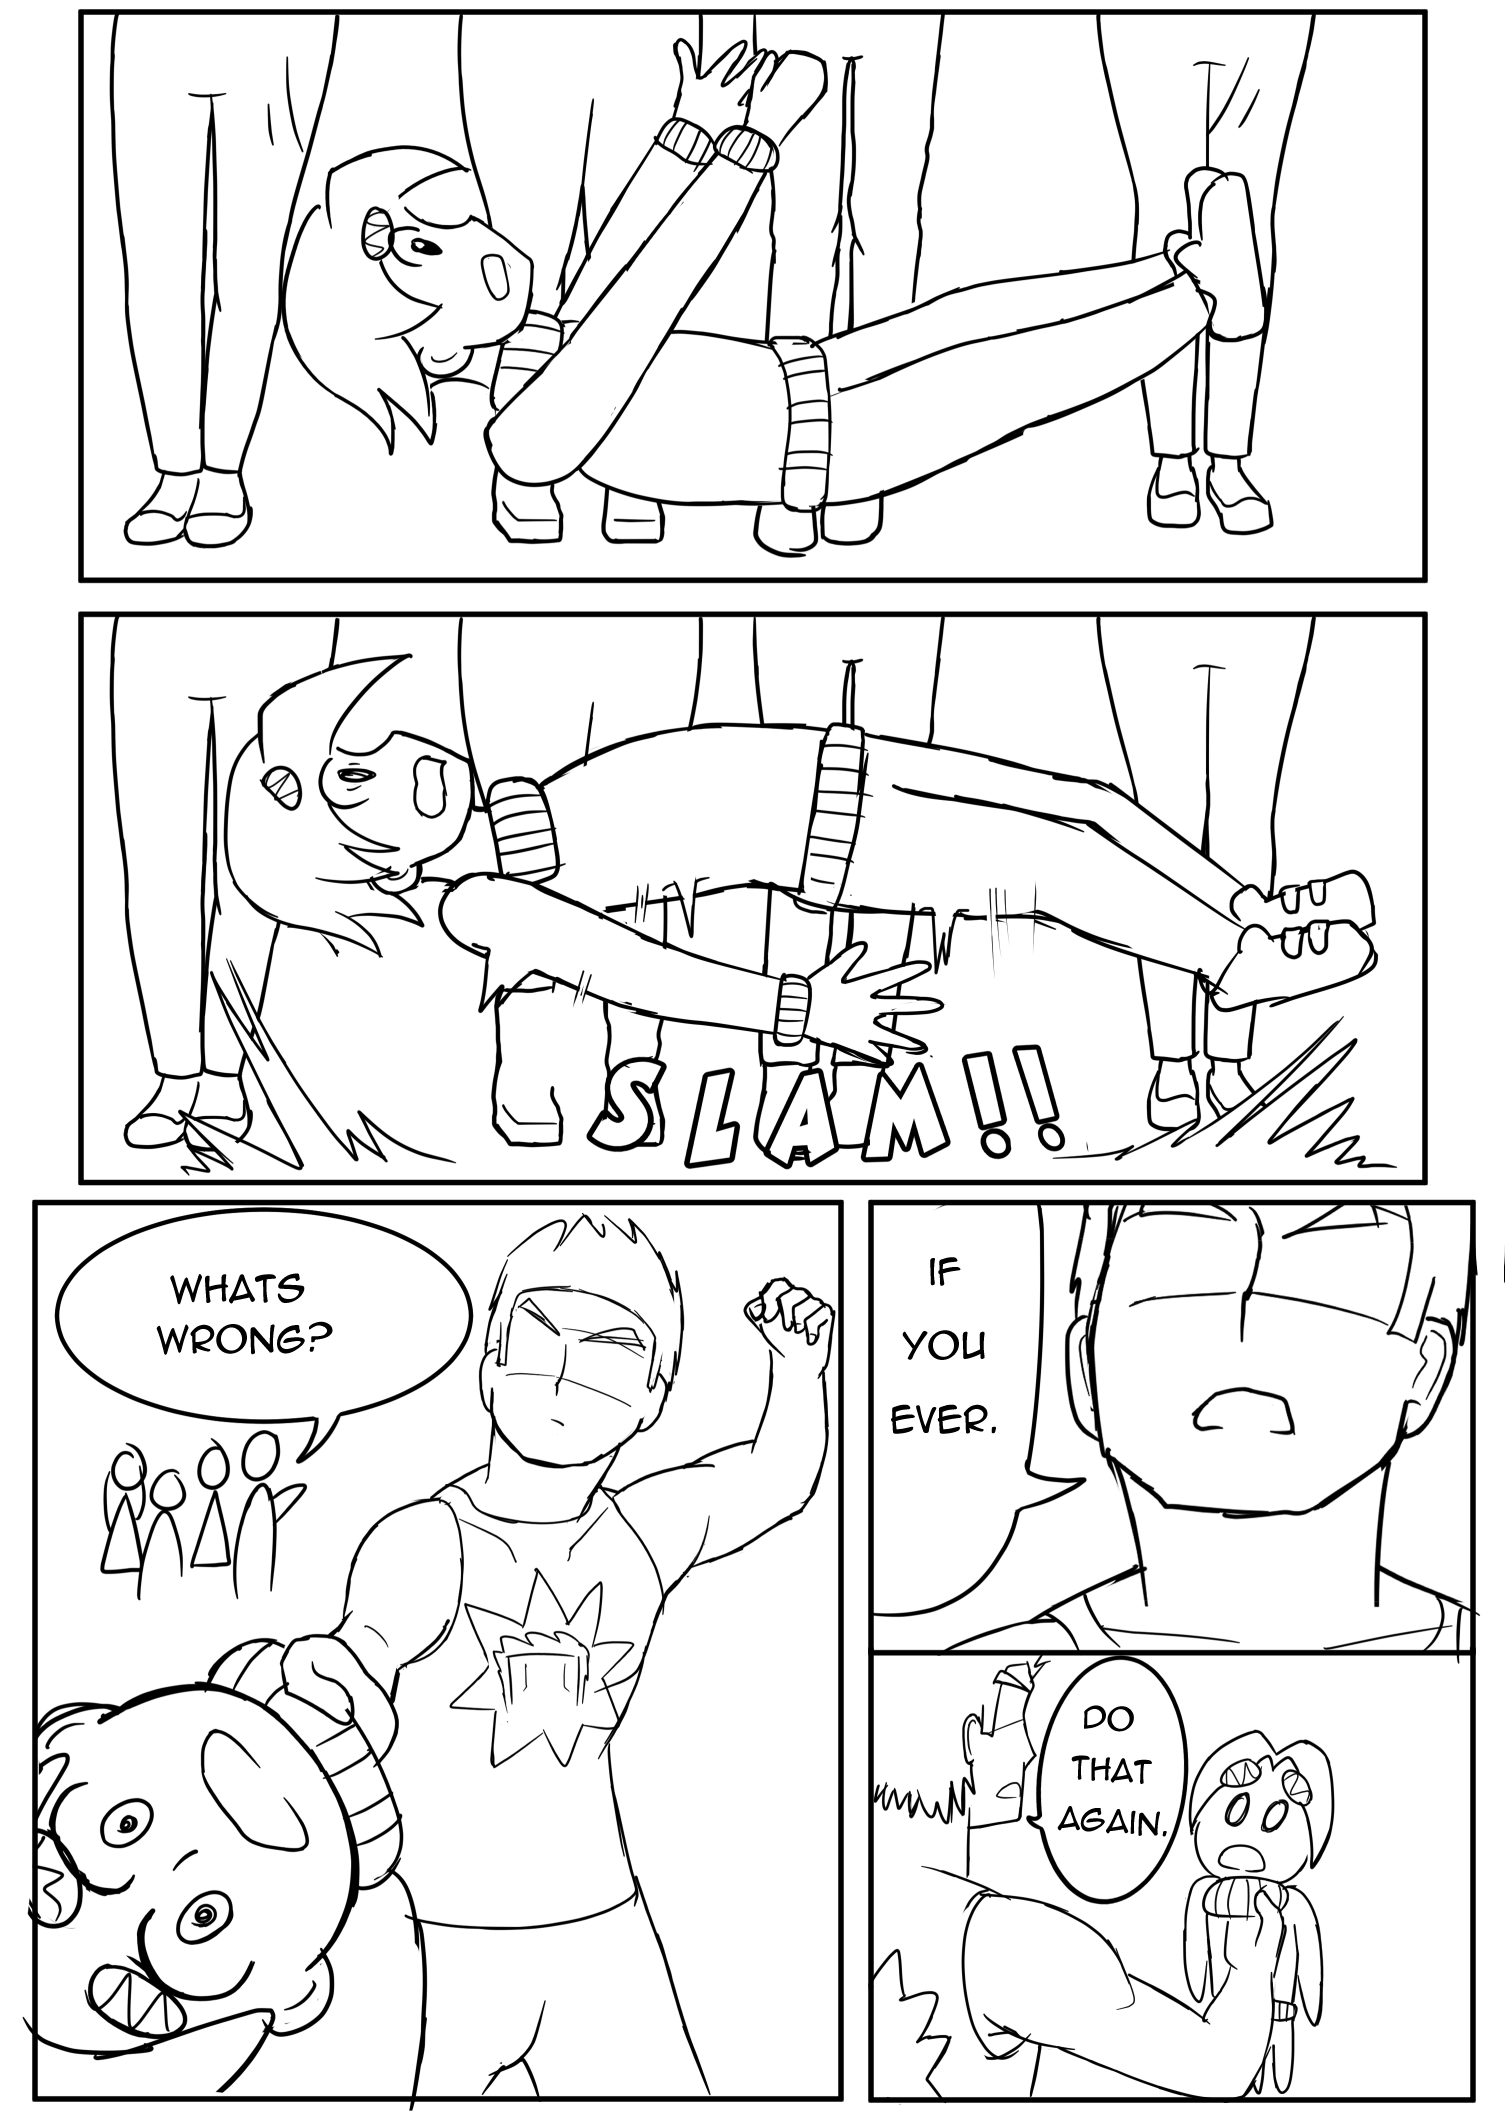 SLAM!!
WHATS
WRONG?
IF
YOU
EVER.
DO
THAT
AGAIN.